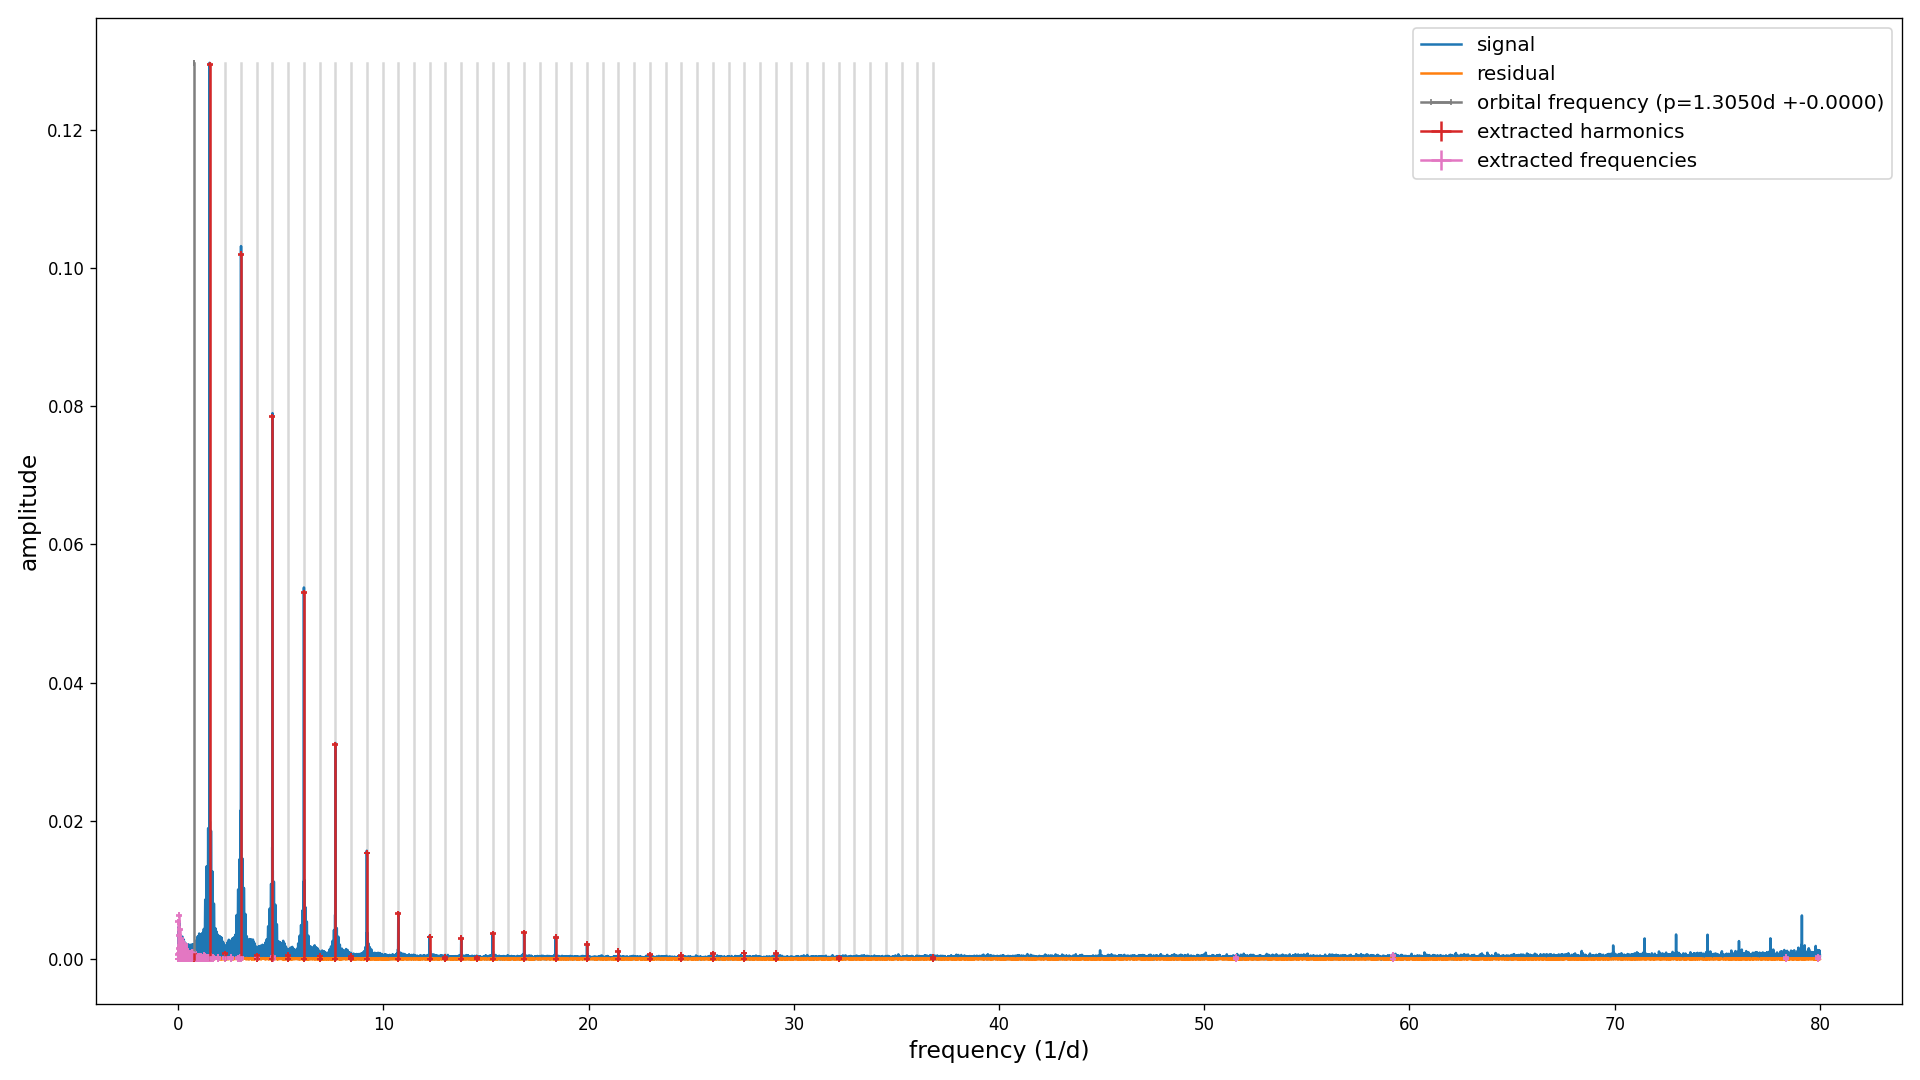 signal
residual
orbital frequency (p=1.3050d +-0.0000)
extracted harmonics
extracted frequencies
0.12
0.10
0.08
0.06
0.04
0.02
0.00
amplitude
0 10 20 30 40 50 60 70 80
frequency (1/d)